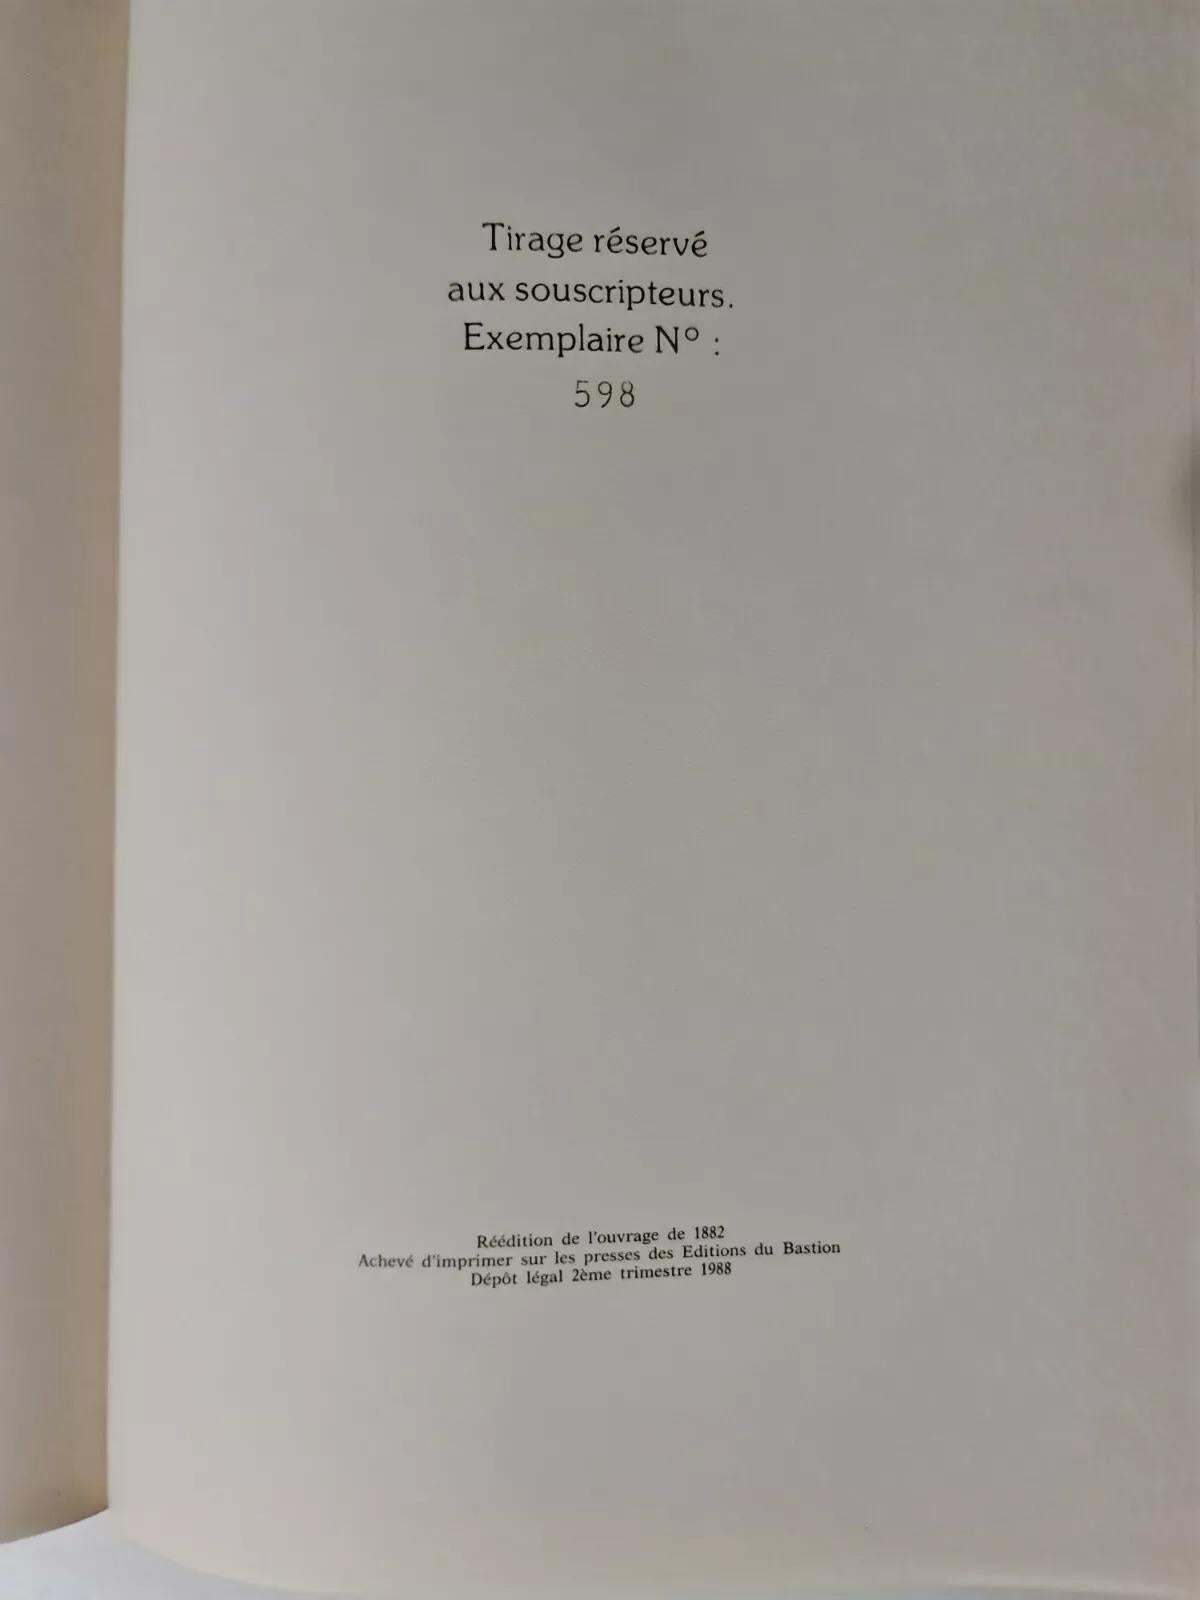 Tirage réservé
aux souscripteurs.
Exemplaire Nº :
598
Réédition de l'ouvrage de 1882
Achevé d'imprimer sur les presses des Editions du Bastion
Dépôt légal 2ème trimestre 1988